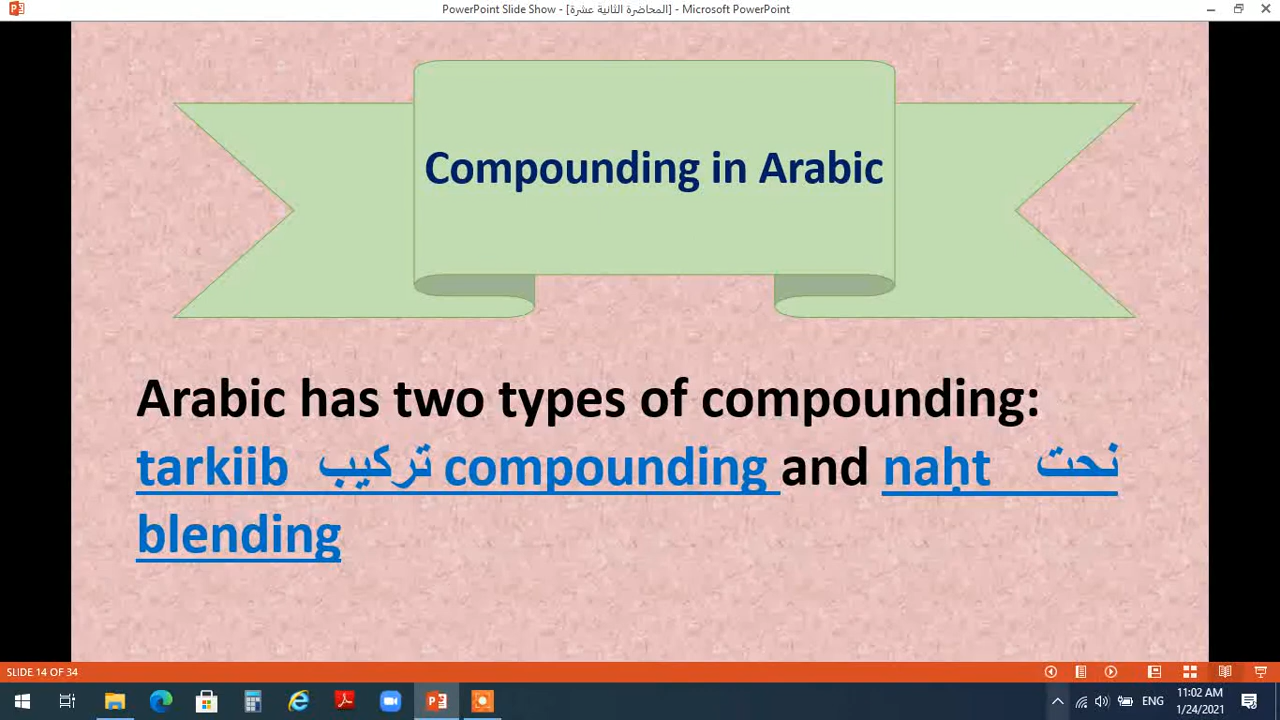 PowerPoint Slide Show - [المحاضرة الثانية عشرة] - Microsoft PowerPoint
Compounding in Arabic
Arabic has two types of compounding:
tarkiib تركيب compounding and naḥt نحت
blending
SLIDE 14 OF 34
ENG
11:02 AM
1/24/2021